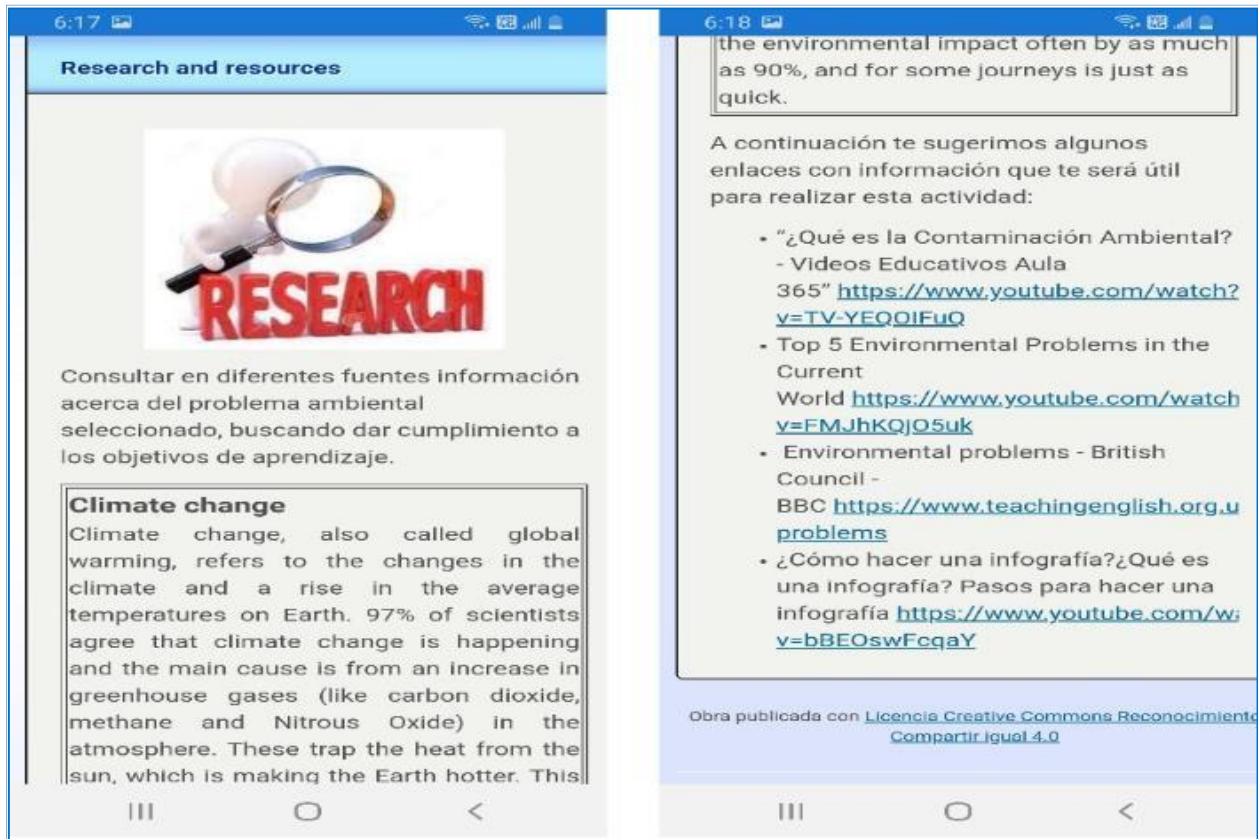 6:17
Research and resources
RESEARCH
Consultar en diferentes fuentes información
acerca del problema ambiental
seleccionado, buscando dar cumplimiento a
los objetivos de aprendizaje.
Climate change
Climate change, also called global
warming, refers to the changes in the
climate and a rise in the average
temperatures on Earth. 97% of scientists
agree that climate change is happening
and the main cause is from an increase in
greenhouse gases (like carbon dioxide,
methane and Nitrous Oxide) in the
atmosphere. These trap the heat from the
sun, which is making the Earth hotter. This
6:18
the environmental impact often by as much
as 90%, and for some journeys is just as
quick.
A continuación te sugerimos algunos
enlaces con información que te será útil
para realizar esta actividad:
• "¿Qué es la Contaminación Ambiental?
- Videos Educativos Aula
365" https://www.youtube.com/watch?
v=TV-YEQOIFuQ
• Top 5 Environmental Problems in the
Current
World https://www.youtube.com/watch
v=FMJhKQjO5uk
• Environmental problems - British
Council -
BBC https://www.teachingenglish.org.u
problems
• ¿Cómo hacer una infografía?¿Qué es
una infografía? Pasos para hacer una
infografía https://www.youtube.com/wa
v=bBEOswFcqaY
Obra publicada con Licencia Creative Commons Reconocimiento
Compartir igual 4.0